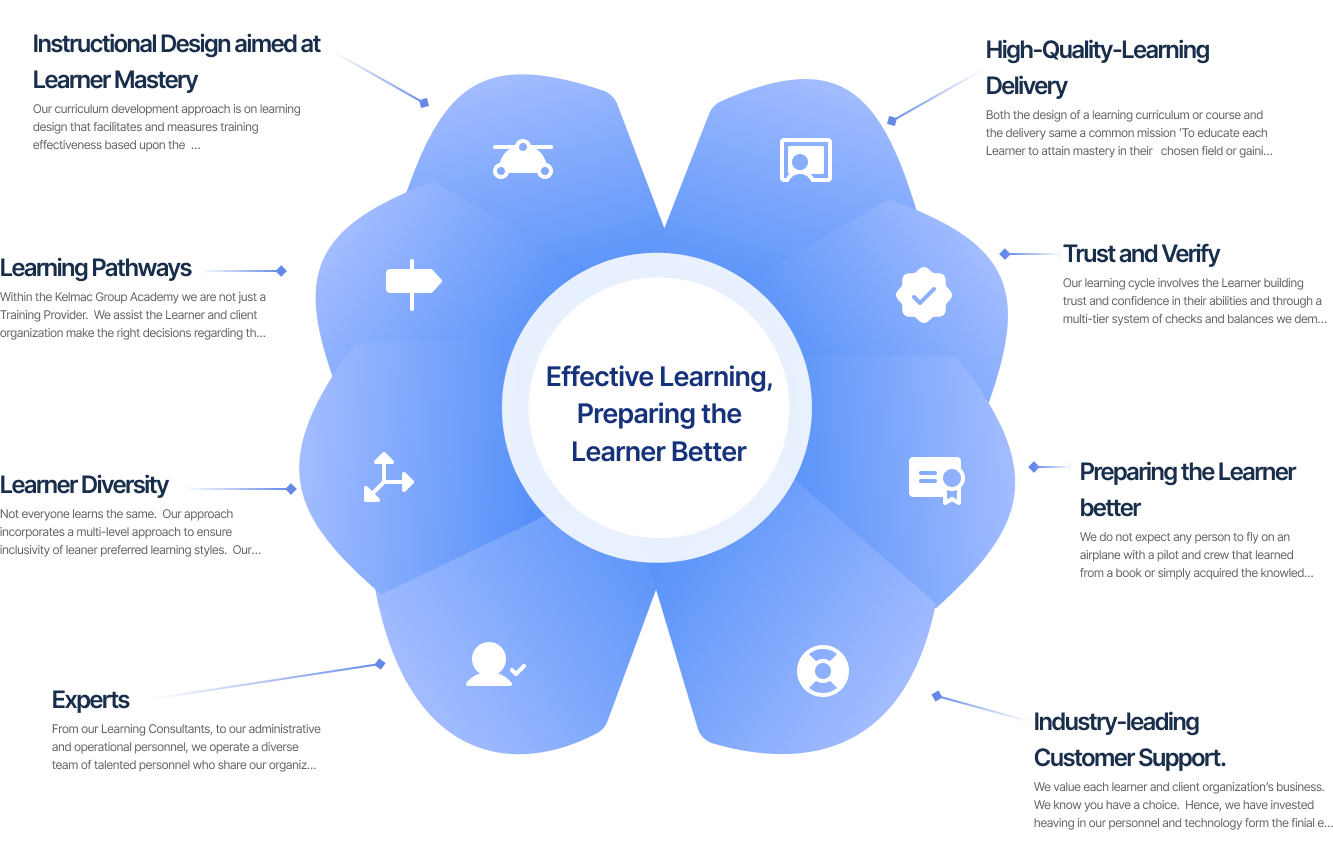 Instructional Design aimed at
Learner Mastery
Our curriculum development approach is on learning
design that facilitates and measures training
effectiveness based upon the ...
Learning Pathways
Within the Kelmac Group Academy we are not just a
Training Provider. We assist the Learner and client
organization make the right decisions regarding th...
Learner Diversity
Not everyone learns the same. Our approach
incorporates a multi-level approach to ensure
inclusivity of leaner preferred learning styles. Our...
Experts
From our Learning Consultants, to our administrative
and operational personnel, we operate a diverse
team of talented personnel who share our organiz...
Effective Learning,
Preparing the
Learner Better
High-Quality-Learning
Delivery
Both the design of a learning curriculum or course and
the delivery same a common mission 'To educate each
Learner to attain mastery in their chosen field or gaini...
Trust and Verify
Our learning cycle involves the Learner building
trust and confidence in their abilities and through a
multi-tier system of checks and balances we dem...
Preparing the Learner
better
We do not expect any person to fly on an
airplane with a pilot and crew that learned
from a book or simply acquired the knowled...
Industry-leading
Customer Support.
We value each learner and client organization's business.
We know you have a choice. Hence, we have invested
heaving in our personnel and technology form the finial e...